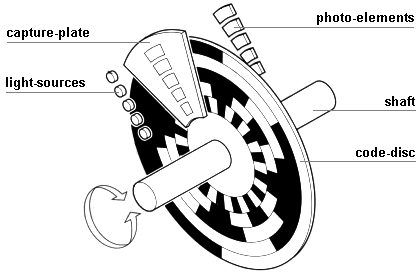 photo-elements
capture-plate
light-sources
shaft
code-disc